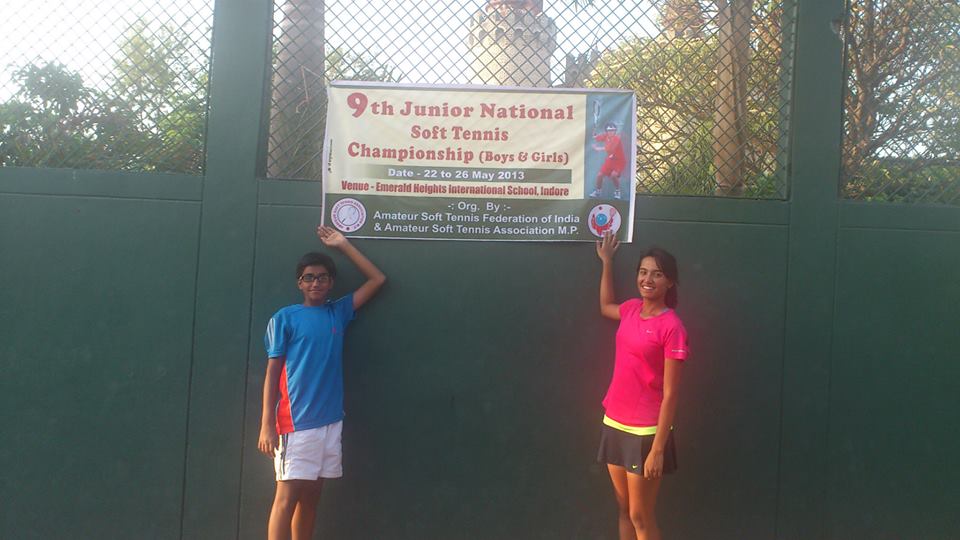 9th Junior National
Soft Tennis
Championship (Boys & Girls)
Date - 22 to 26 May 2013
Venue - Emerald Heights International School, Indore
-: Org. By :-
Amateur Soft Tennis Federation of India
& Amateur Soft Tennis Association M.P.